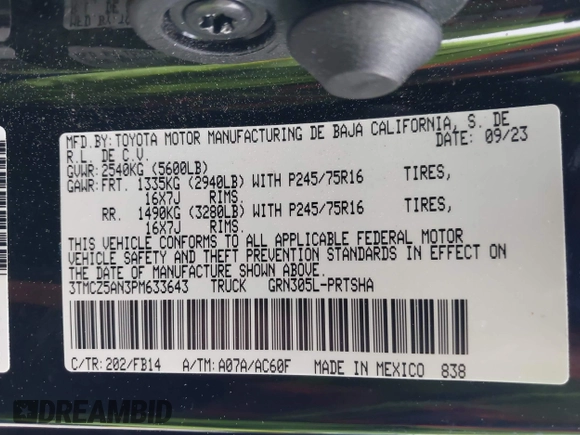 MFD.BY: TOYOTA MOTOR MANUFACTURING DE BAJA CALIFORNIA, S. DE
R.L. DE C.V. DATE: 09/23
GVWR: 2540KG (5600LB)
GAWR: FRT. 1335KG (2940LB) WITH P245/75R16 TIRES,
16X7J RIMS.
RR. 1490KG (3280LB) WITH P245/75R16 TIRES,
16X7J RIMS.
THIS VEHICLE CONFORMS TO ALL APPLICABLE FEDERAL MOTOR
VEHICLE SAFETY AND THEFT PREVENTION STANDARDS IN EFFECT ON
THE DATE OF MANUFACTURE SHOWN ABOVE.
3TMCZ5AN3PM633643 TRUCK GRN305L-PRTSHA
C/TR: 202/FB14 A/TM: A07A/AC60F MADE IN MEXICO 838
DREAMBID